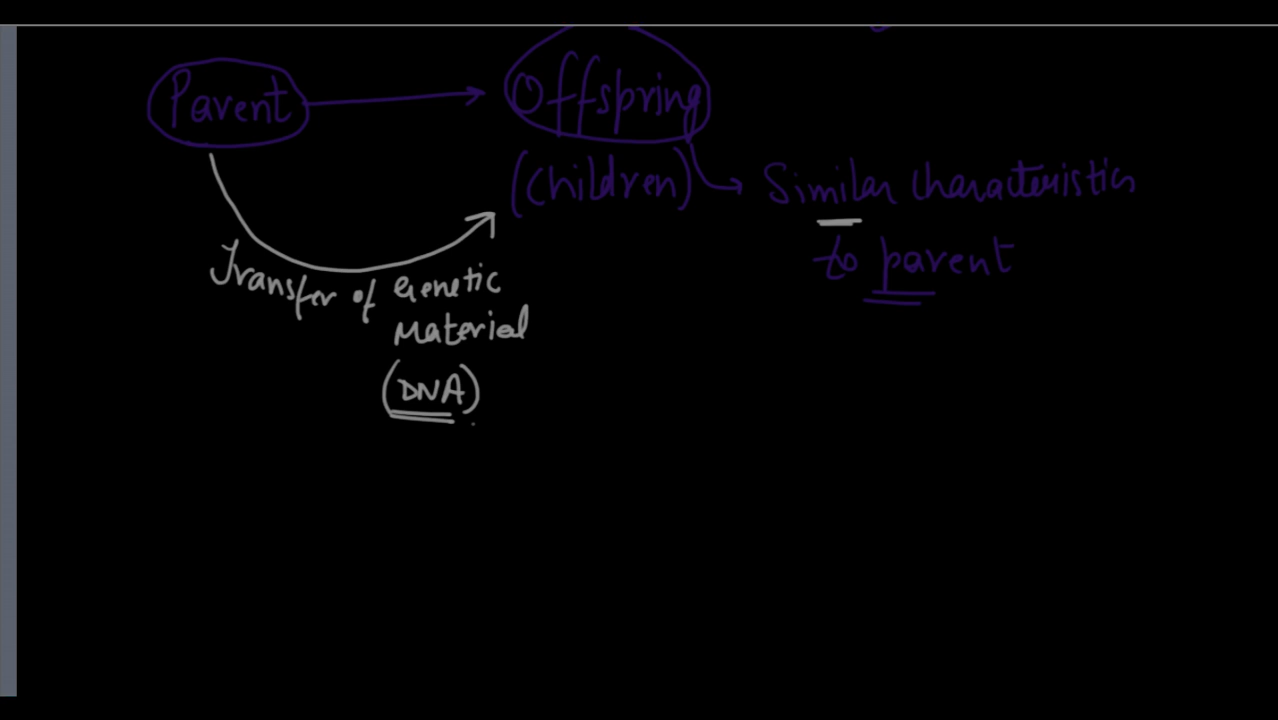 Parent
Offspring
(Children)
Similar Characteristics
to parent
Transfer of Genetic
Material
(DNA)